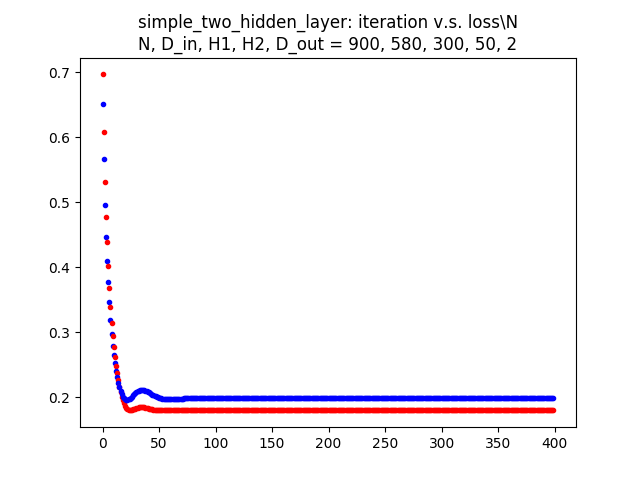 simple_two_hidden_layer: iteration v.s. loss\N
N, D_in, H1, H2, D_out = 900, 580, 300, 50, 2
0.7
0.6
0.5
0.4
0.3
0.2
0 50 100 150 200 250 300 350 400